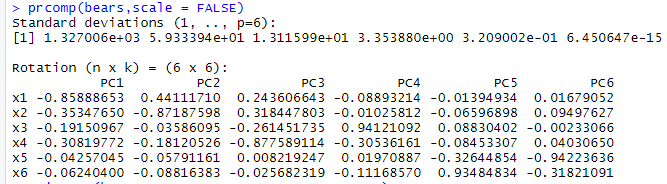 > prcomp(bears,scale = FALSE)
Standard deviations (1, .., p=6):
[1] 1.327006e+03 5.933394e+01 1.311599e+01 3.353880e+00 3.209002e-01 6.450647e-15
Rotation (n x k) = (6 x 6):
PC1 PC2 PC3 PC4 PC5 PC6
x1 -0.85888653 0.44111710 0.243606643 -0.08893214 -0.01394934 0.01679052
x2 -0.35347650 -0.87187598 0.318447803 -0.01025812 -0.06596898 0.09497627
x3 -0.19150967 -0.03586095 -0.261451735 0.94121092 0.08830402 -0.00233066
x4 -0.30819772 -0.18120526 -0.877589114 -0.30536161 -0.08453307 0.04030650
x5 -0.04257045 -0.05791161 0.008219247 0.01970887 -0.32644854 -0.94223636
x6 -0.06240400 -0.08816383 -0.025682319 -0.11168570 0.93484834 -0.31821091